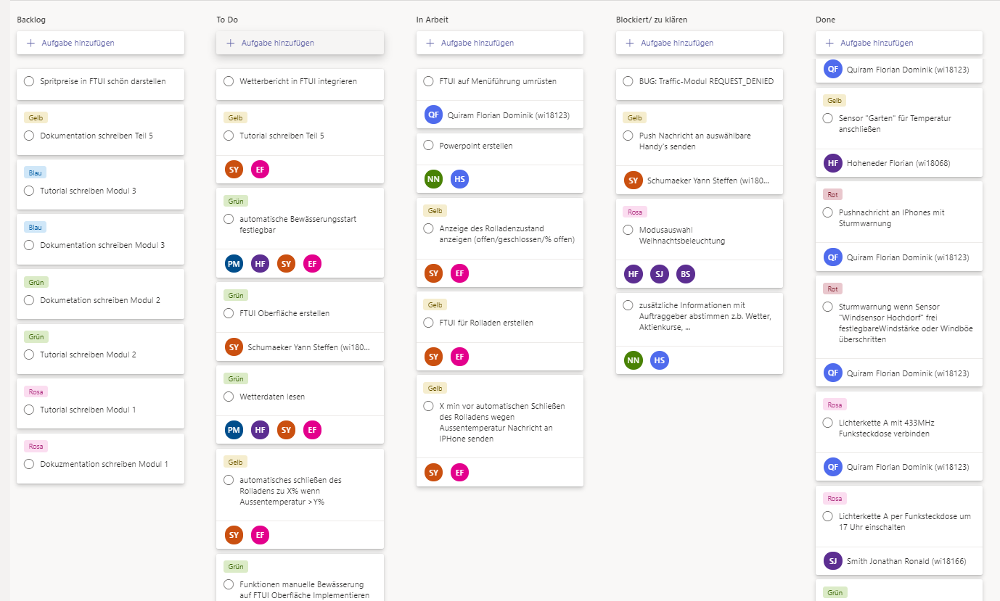 Backlog
Aufgabe hinzufügen
Spritpreise in FTUI schön darstellen
Gelb
Dokumentation schreiben Teil 5
Blau
Tutorial schreiben Modul 3
Blau
Dokumentation schreiben Modul 3
Grün
Dokumetation schreiben Modul 2
Grün
Tutorial schreiben Modul 2
Rosa
Tutorial schreiben Modul 1
Rosa
Dokuzmentation schreiben Modul 1
To Do
Aufgabe hinzufügen
Wetterbericht in FTUI integrieren
Gelb
Tutorial schreiben Teil 5
SY EF
Grün
automatische Bewässerungsstart
festlegbar
PM HF SY EF
Grün
FTUI Oberfläche erstellen
SY Schumaeker Yann Steffen (wi180...
Grün
Wetterdaten lesen
PM HF SY EF
Gelb
automatisches schließen des
Rolladens zu X% wenn
Aussentemperatur >Y%
SY EF
Grün
Funktionen manuelle Bewässerung
auf FTUI Oberfläche Implementieren
In Arbeit
Aufgabe hinzufügen
FTUI auf Menüführung umrüsten
QF Quiram Florian Dominik (wi18123)
Powerpoint erstellen
NN HS
Gelb
Anzeige des Rolladenzustand
anzeigen (offen/geschlossen/% offen)
SY EF
Gelb
FTUI für Rolladen erstellen
SY EF
Gelb
X min vor automatischen Schließen
des Rolladens wegen
Aussentemperatur Nachricht an
IPHone senden
SY EF
Blockiert/ zu klären
Aufgabe hinzufügen
BUG: Traffic-Modul REQUEST_DENIED
Gelb
Push Nachricht an auswählbare
Handy's senden
SY Schumaeker Yann Steffen (wi180...
Rosa
Modusauswahl
Weihnachtsbeleuchtung
HF SJ BS
zusätzliche Informationen mit
Auftraggeber abstimmen z.b. Wetter,
Aktienkurse, ...
NN HS
Done
Aufgabe hinzufügen
QF Quiram Florian Dominik (wi18123)
Gelb
Sensor "Garten" für Temperatur
anschließen
HF Hoheneder Florian (wi18068)
Rot
Pushnachricht an IPhones mit
Sturmwarnung
QF Quiram Florian Dominik (wi18123)
Rot
Sturmwarnung wenn Sensor
"Windsensor Hochdorf" frei
festlegbareWindstärke oder Windböe
überschritten
QF Quiram Florian Dominik (wi18123)
Rosa
Lichterkette A mit 433MHz
Funksteckdose verbinden
QF Quiram Florian Dominik (wi18123)
Rosa
Lichterkette A per Funksteckdose um
17 Uhr einschalten
SJ Smith Jonathan Ronald (wi18166)
Grün